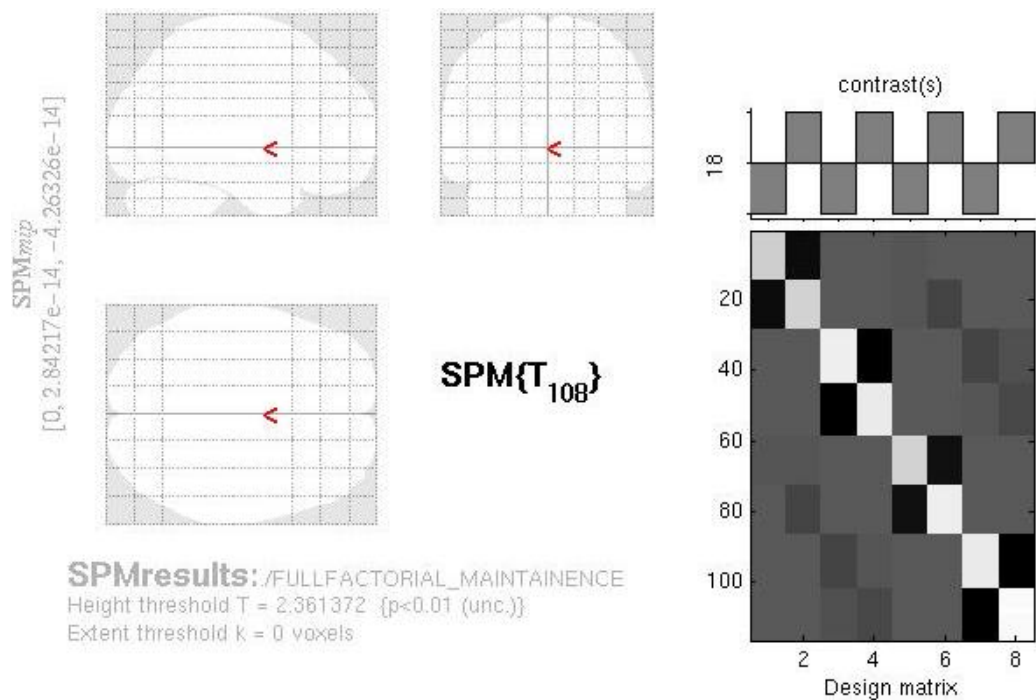 SPMmip
[0, 2.84217e-14, -4.26326e-14]
<
<
<
SPM{T108}
SPMresults: ./FULLFACTORIAL_MAINTAINENCE
Height threshold T = 2.361372 {p<0.01 (unc.)}
Extent threshold k = 0 voxels
contrast(s)
18
20
40
60
80
100
2 4 6 8
Design matrix